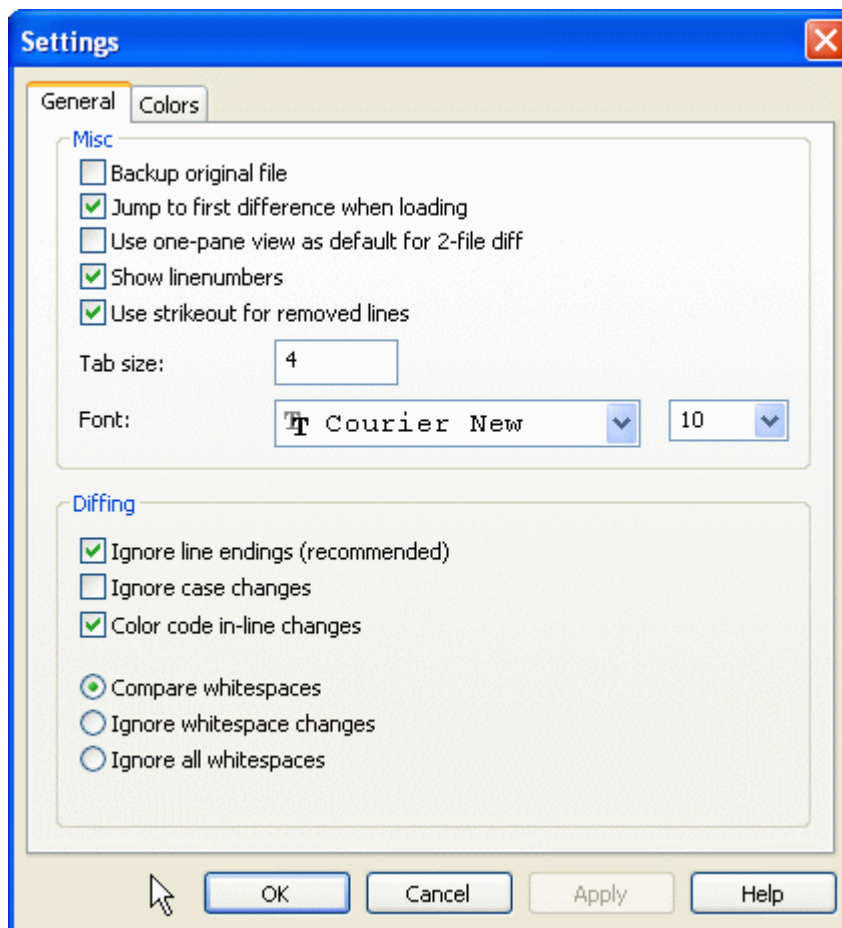 Settings
General Colors
Misc
Backup original file
Jump to first difference when loading
Use one-pane view as default for 2-file diff
Show linenumbers
Use strikeout for removed lines
Tab size: 4
Font: Courier New 10
Diffing
Ignore line endings (recommended)
Ignore case changes
Color code in-line changes
Compare whitespaces
Ignore whitespace changes
Ignore all whitespaces
OK Cancel Apply Help